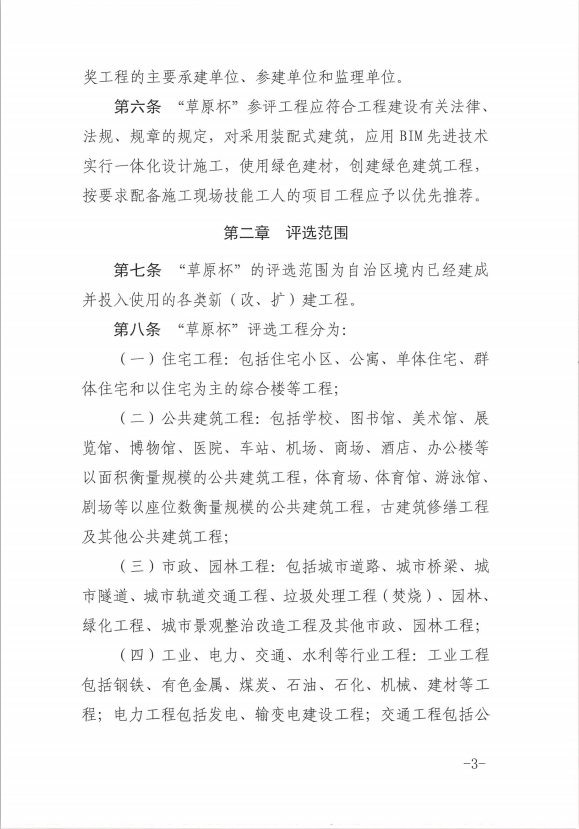 奖工程的主要承建单位、参建单位和监理单位。
第六条 “草原杯”参评工程应符合工程建设有关法律、
法规、规章的规定，对采用装配式建筑，应用BIM先进技术
实行一体化设计施工，使用绿色建材，创建绿色建筑工程，
按要求配备施工现场技能工人的项目工程应予以优先推荐。
第二章 评选范围
第七条 “草原杯”的评选范围为自治区境内已经建成
并投入使用的各类新（改、扩）建工程。
第八条 “草原杯”评选工程分为：
（一）住宅工程：包括住宅小区、公寓、单体住宅、群
体住宅和以住宅为主的综合楼等工程；
（二）公共建筑工程：包括学校、图书馆、美术馆、展
览馆、博物馆、医院、车站、机场、商场、酒店、办公楼等
以面积衡量规模的公共建筑工程，体育场、体育馆、游泳馆、
剧场等以座位数衡量规模的公共建筑工程，古建筑修缮工程
及其他公共建筑工程；
（三）市政、园林工程：包括城市道路、城市桥梁、城
市隧道、城市轨道交通工程、垃圾处理工程（焚烧）、园林、
绿化工程、城市景观整治改造工程及其他市政、园林工程；
（四）工业、电力、交通、水利等行业工程：工业工程
包括钢铁、有色金属、煤炭、石油、石化、机械、建材等工
程；电力工程包括发电、输变电建设工程；交通工程包括公
-3-